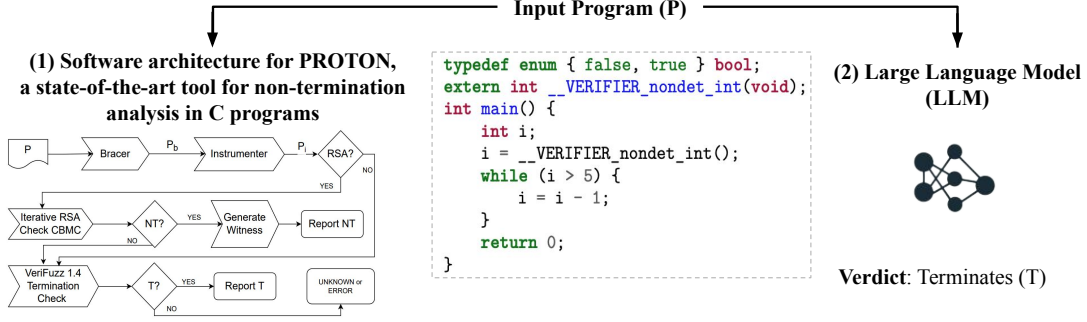 Input Program (P)
(1) Software architecture for PROTON,
a state-of-the-art tool for non-termination
analysis in C programs
P
Bracer
P_b
Instrumenter
P_i
RSA?
NO
YES
Iterative RSA
Check CBMC
NT?
YES
Generate
Witness
Report NT
NO
VeriFuzz 1.4
Termination
Check
T?
YES
Report T
UNKNOWN or
ERROR
NO
typedef enum { false, true } bool;
extern int __VERIFIER_nondet_int(void);
int main() {
    int i;
    i = __VERIFIER_nondet_int();
    while (i > 5) {
        i = i - 1;
    }
    return 0;
}
(2) Large Language Model
(LLM)
Verdict: Terminates (T)